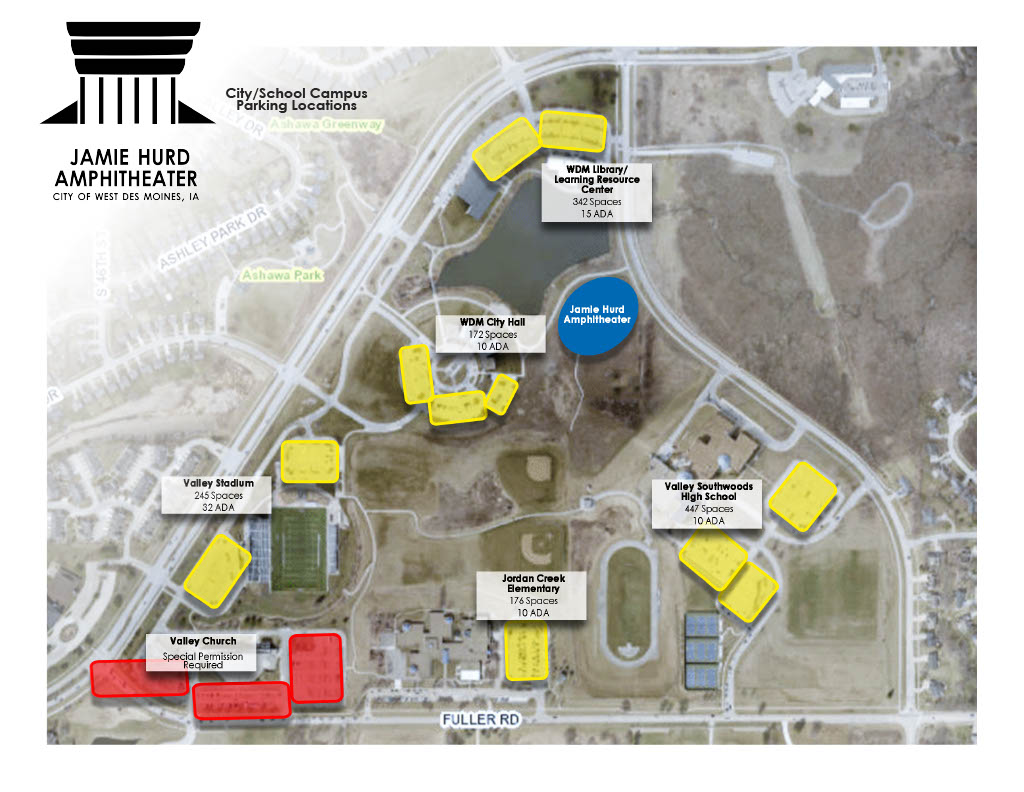 City/School Campus
Parking Locations
JAMIE HURD
AMPHITHEATER
CITY OF WEST DES MOINES, IA
Ashawa Greenway
DR
WDM Library/
Learning Resource
Center
342 Spaces
15 ADA
ASHLEY PARK DR
S 46TH ST
Ashawa Park
Jamie Hurd
Amphitheater
WDM City Hall
172 Spaces
10 ADA
DR
Valley Stadium
245 Spaces
32 ADA
Valley Southwoods
High School
447 Spaces
10 ADA
Jordan Creek
Elementary
176 Spaces
10 ADA
Valley Church
Special Permission
Required
FULLER RD